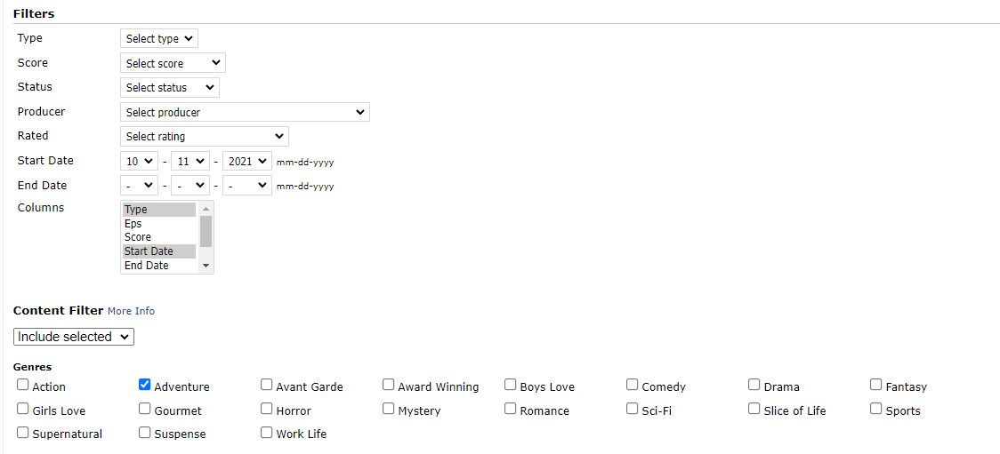 Filters
Type Select type
Score Select score
Status Select status
Producer Select producer
Rated Select rating
Start Date 10 - 11 - 2021 mm-dd-yyyy
End Date - - - - - mm-dd-yyyy
Columns Type
Eps
Score
Start Date
End Date
Content Filter More Info
Include selected
Genres
Action Adventure Avant Garde Award Winning Boys Love Comedy Drama Fantasy
Girls Love Gourmet Horror Mystery Romance Sci-Fi Slice of Life Sports
Supernatural Suspense Work Life